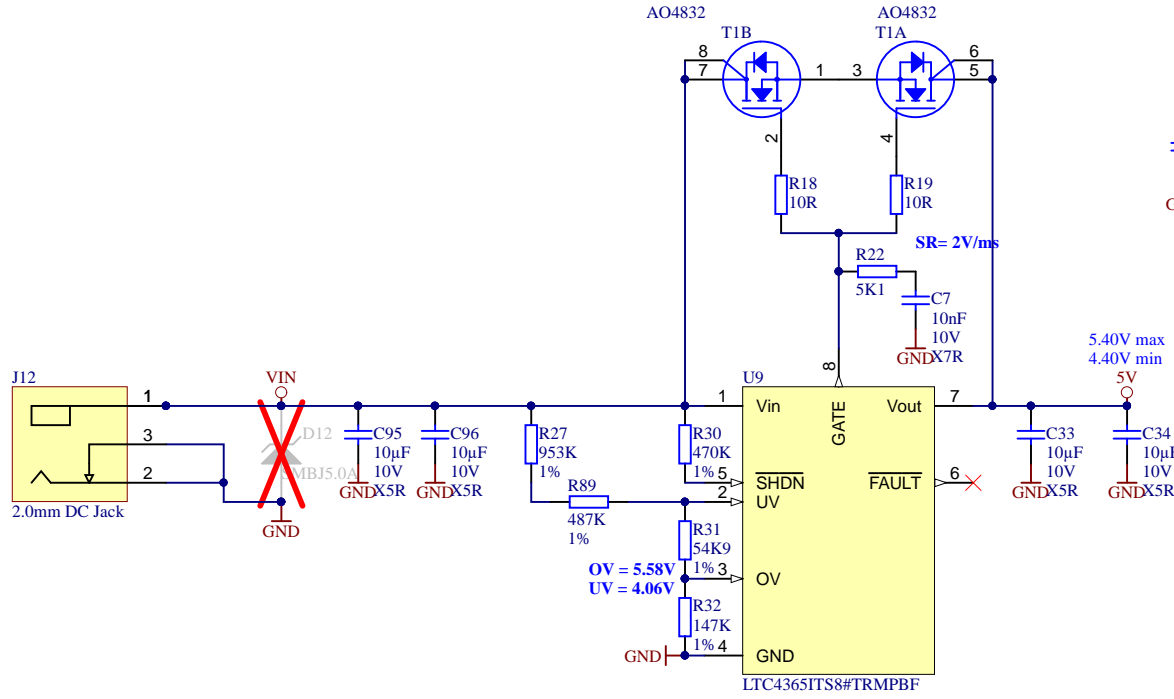 AO4832
AO4832
T1B
T1A
8
7
1
3
6
5
2
4
R18
10R
R19
10R
SR= 2V/ms
R22
5K1
C7
10nF
10V
X7R
GND
5.40V max
4.40V min
5V
J12
1
3
2
2.0mm DC Jack
VIN
D12
MBJ5.0A
GND
C95
10µF
10V
X5R
GND
C96
10µF
10V
X5R
GND
R27
953K
1%
R89
487K
1%
R30
470K
1%
R31
54K9
1%
OV = 5.58V
UV = 4.06V
R32
147K
1%
GND
U9
8
GATE
1
Vin
5
SHDN
2
UV
3
OV
4
GND
Vout
7
FAULT
6
LTC4365ITS8#TRMPBF
C33
10µF
10V
X5R
GND
C34
10µF
10V
X5R
GND